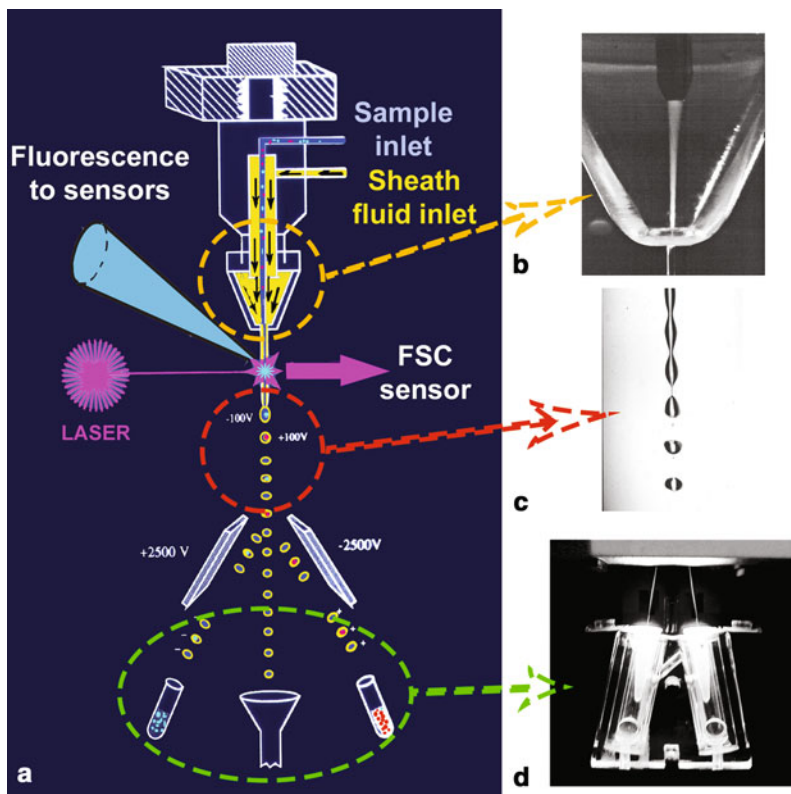 Sample
inlet
Fluorescence
to sensors
Sheath
fluid inlet
b
FSC
sensor
LASER
-100V
+100V
c
+2500 V
-2500V
- - -
+ + +
a
d